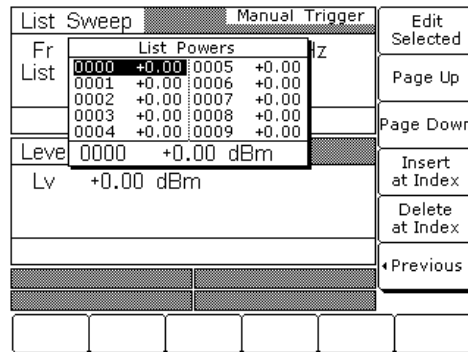 List Sweep
Manual Trigger
Fr
Hz
List
List Powers
0000 +0.00 0005 +0.00
0001 +0.00 0006 +0.00
0002 +0.00 0007 +0.00
0003 +0.00 0008 +0.00
0004 +0.00 0009 +0.00
0000 +0.00 dBm
Leve
Lv +0.00 dBm
Edit
Selected
Page Up
Page Down
Insert
at Index
Delete
at Index
Previous